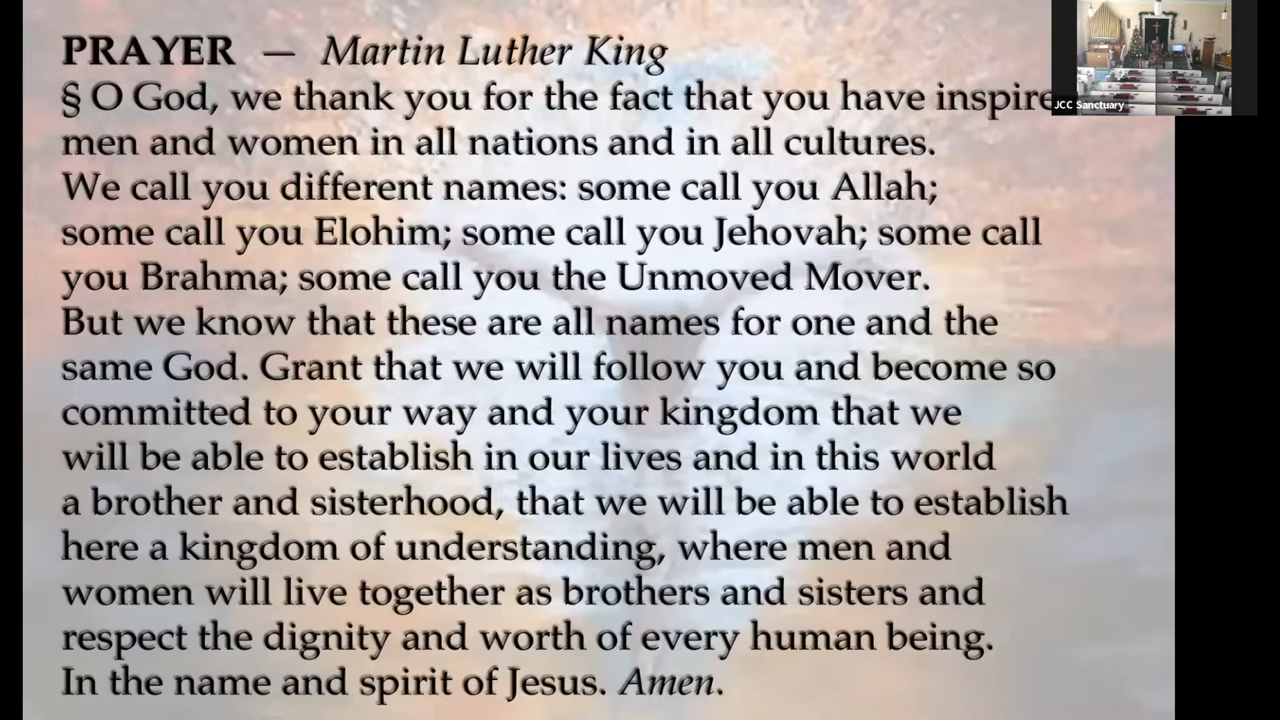 PRAYER — Martin Luther King
§ O God, we thank you for the fact that you have inspire
men and women in all nations and in all cultures.
We call you different names: some call you Allah;
some call you Elohim; some call you Jehovah; some call
you Brahma; some call you the Unmoved Mover.
But we know that these are all names for one and the
same God. Grant that we will follow you and become so
committed to your way and your kingdom that we
will be able to establish in our lives and in this world
a brother and sisterhood, that we will be able to establish
here a kingdom of understanding, where men and
women will live together as brothers and sisters and
respect the dignity and worth of every human being.
In the name and spirit of Jesus. Amen.
JCC Sanctuary